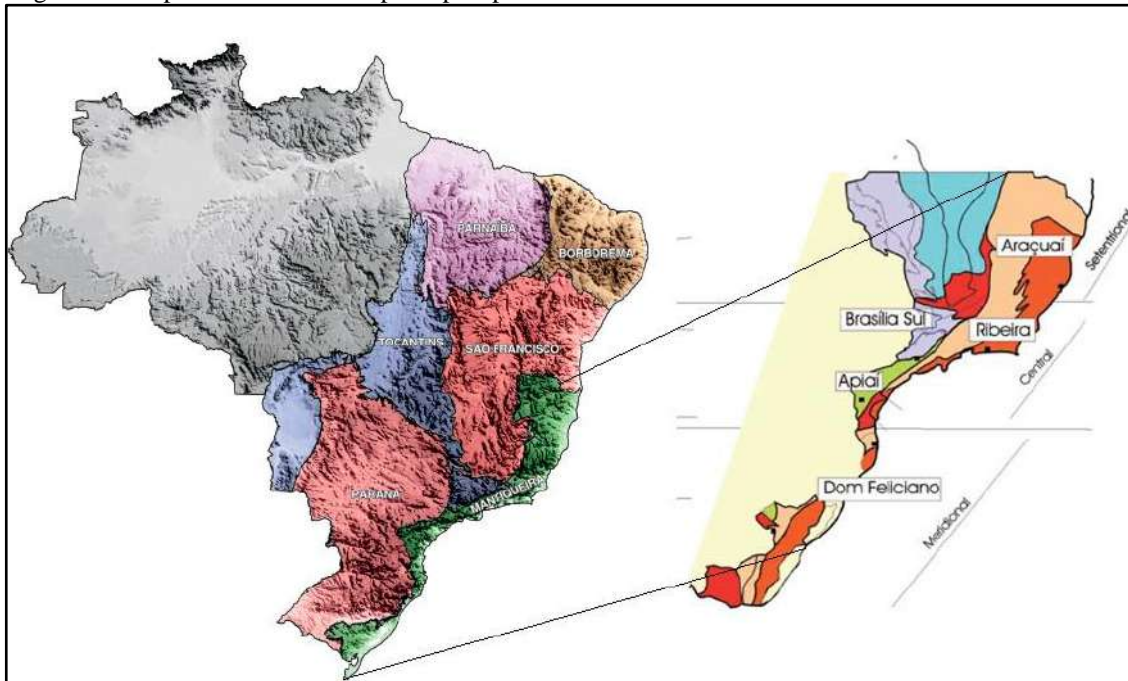 PARNAÍBA
BORBOREMA
TOCANTINS
SÃO FRANCISCO
PARANÁ
MANTIQUEIRA
Araçuaí
Setentrional
Brasília Sul
Ribeira
Central
Apiaí
Dom Feliciano
Meridional